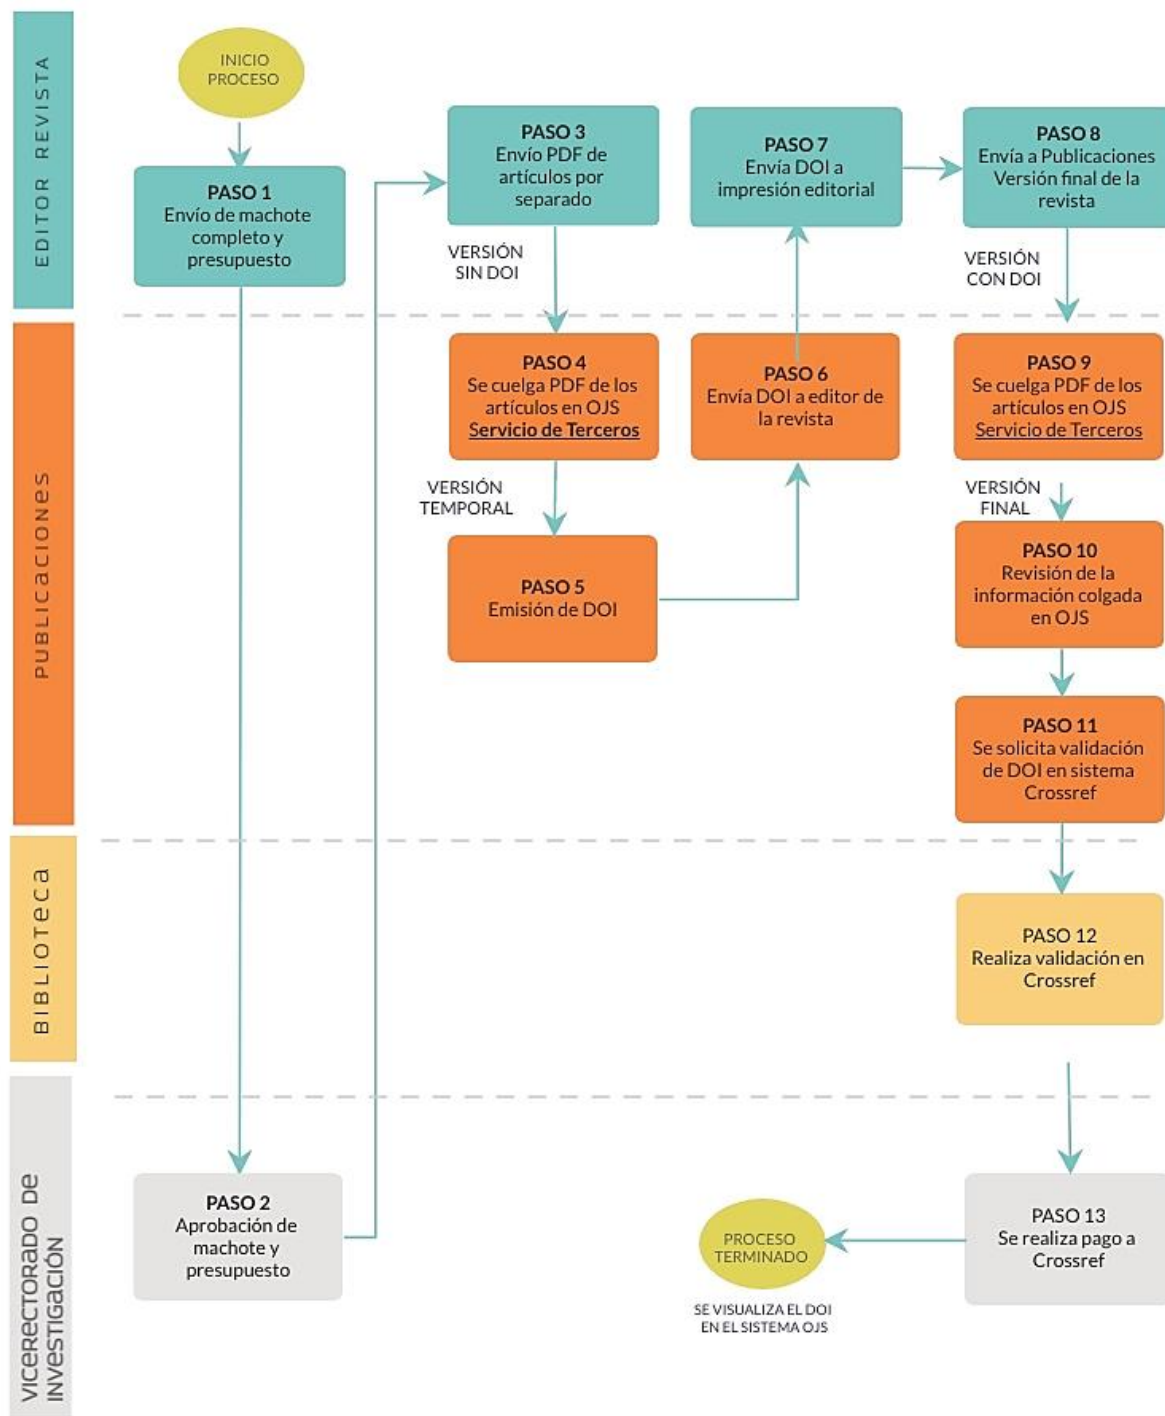 EDITOR REVISTA
INICIO
PROCESO
PASO 1
Envío de machote
completo y
presupuesto
PASO 3
Envío PDF de
artículos por
separado
VERSIÓN
SIN DOI
PASO 7
Envía DOI a
impresión editorial
PASO 8
Envía a Publicaciones
Versión final de la
revista
VERSIÓN
CON DOI
PUBLICACIONES
PASO 4
Se cuelga PDF de los
artículos en OJS
Servicio de Terceros
VERSIÓN
TEMPORAL
PASO 5
Emisión de DOI
PASO 6
Envía DOI a editor de
la revista
PASO 9
Se cuelga PDF de los
artículos en OJS
Servicio de Terceros
VERSIÓN
FINAL
PASO 10
Revisión de la
información colgada
en OJS
PASO 11
Se solicita validación
de DOI en sistema
Crossref
BIBLIOTECA
PASO 12
Realiza validación en
Crossref
VICERECTORADO DE
INVESTIGACIÓN
PASO 2
Aprobación de
machote y
presupuesto
PROCESO
TERMINADO
SE VISUALIZA EL DOI
EN EL SISTEMA OJS
PASO 13
Se realiza pago a
Crossref